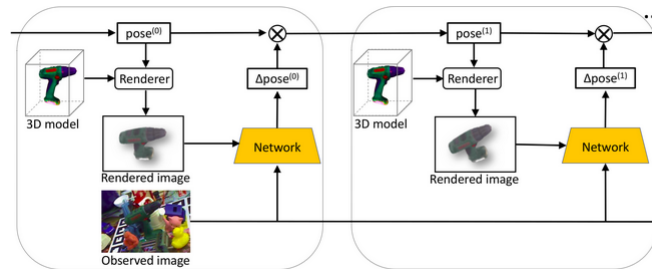 pose(0)
Renderer
3D model
Δpose(0)
Network
Rendered image
Observed image
pose(1)
Renderer
3D model
Δpose(1)
Network
Rendered image
...